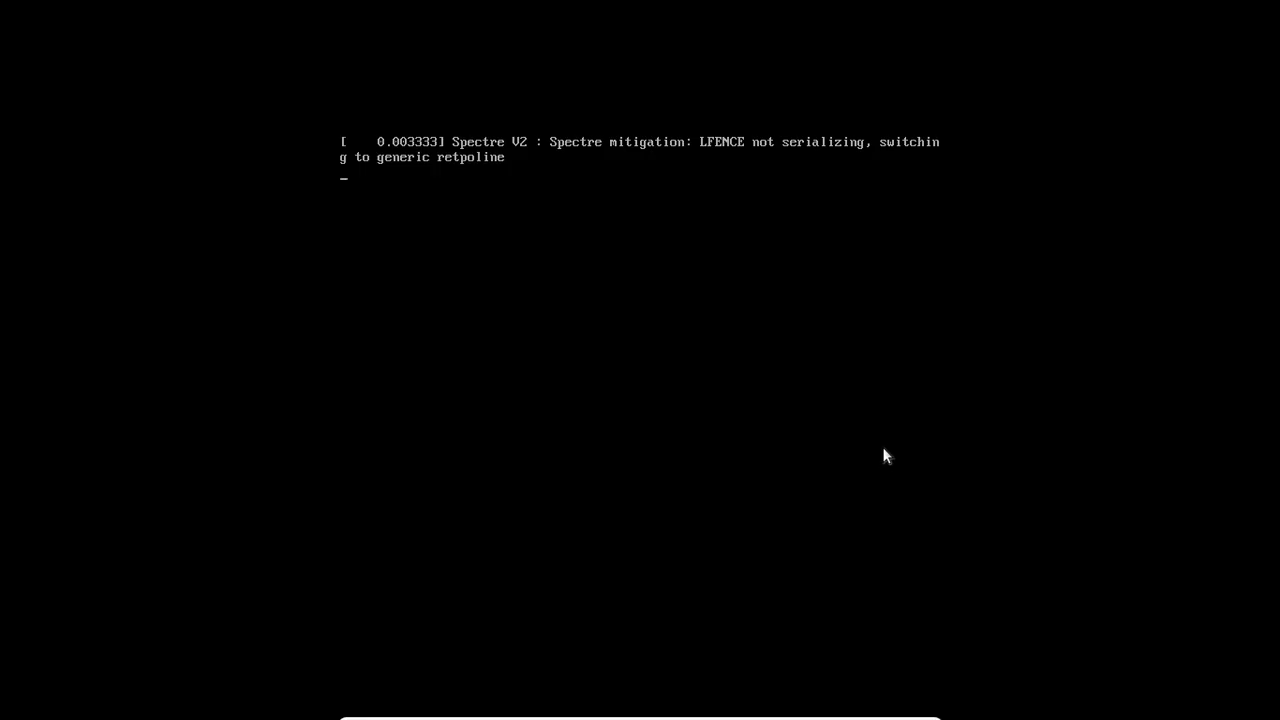 [    0.003333] Spectre V2 : Spectre mitigation: LFENCE not serializing, switchin
g to generic retpoline
_